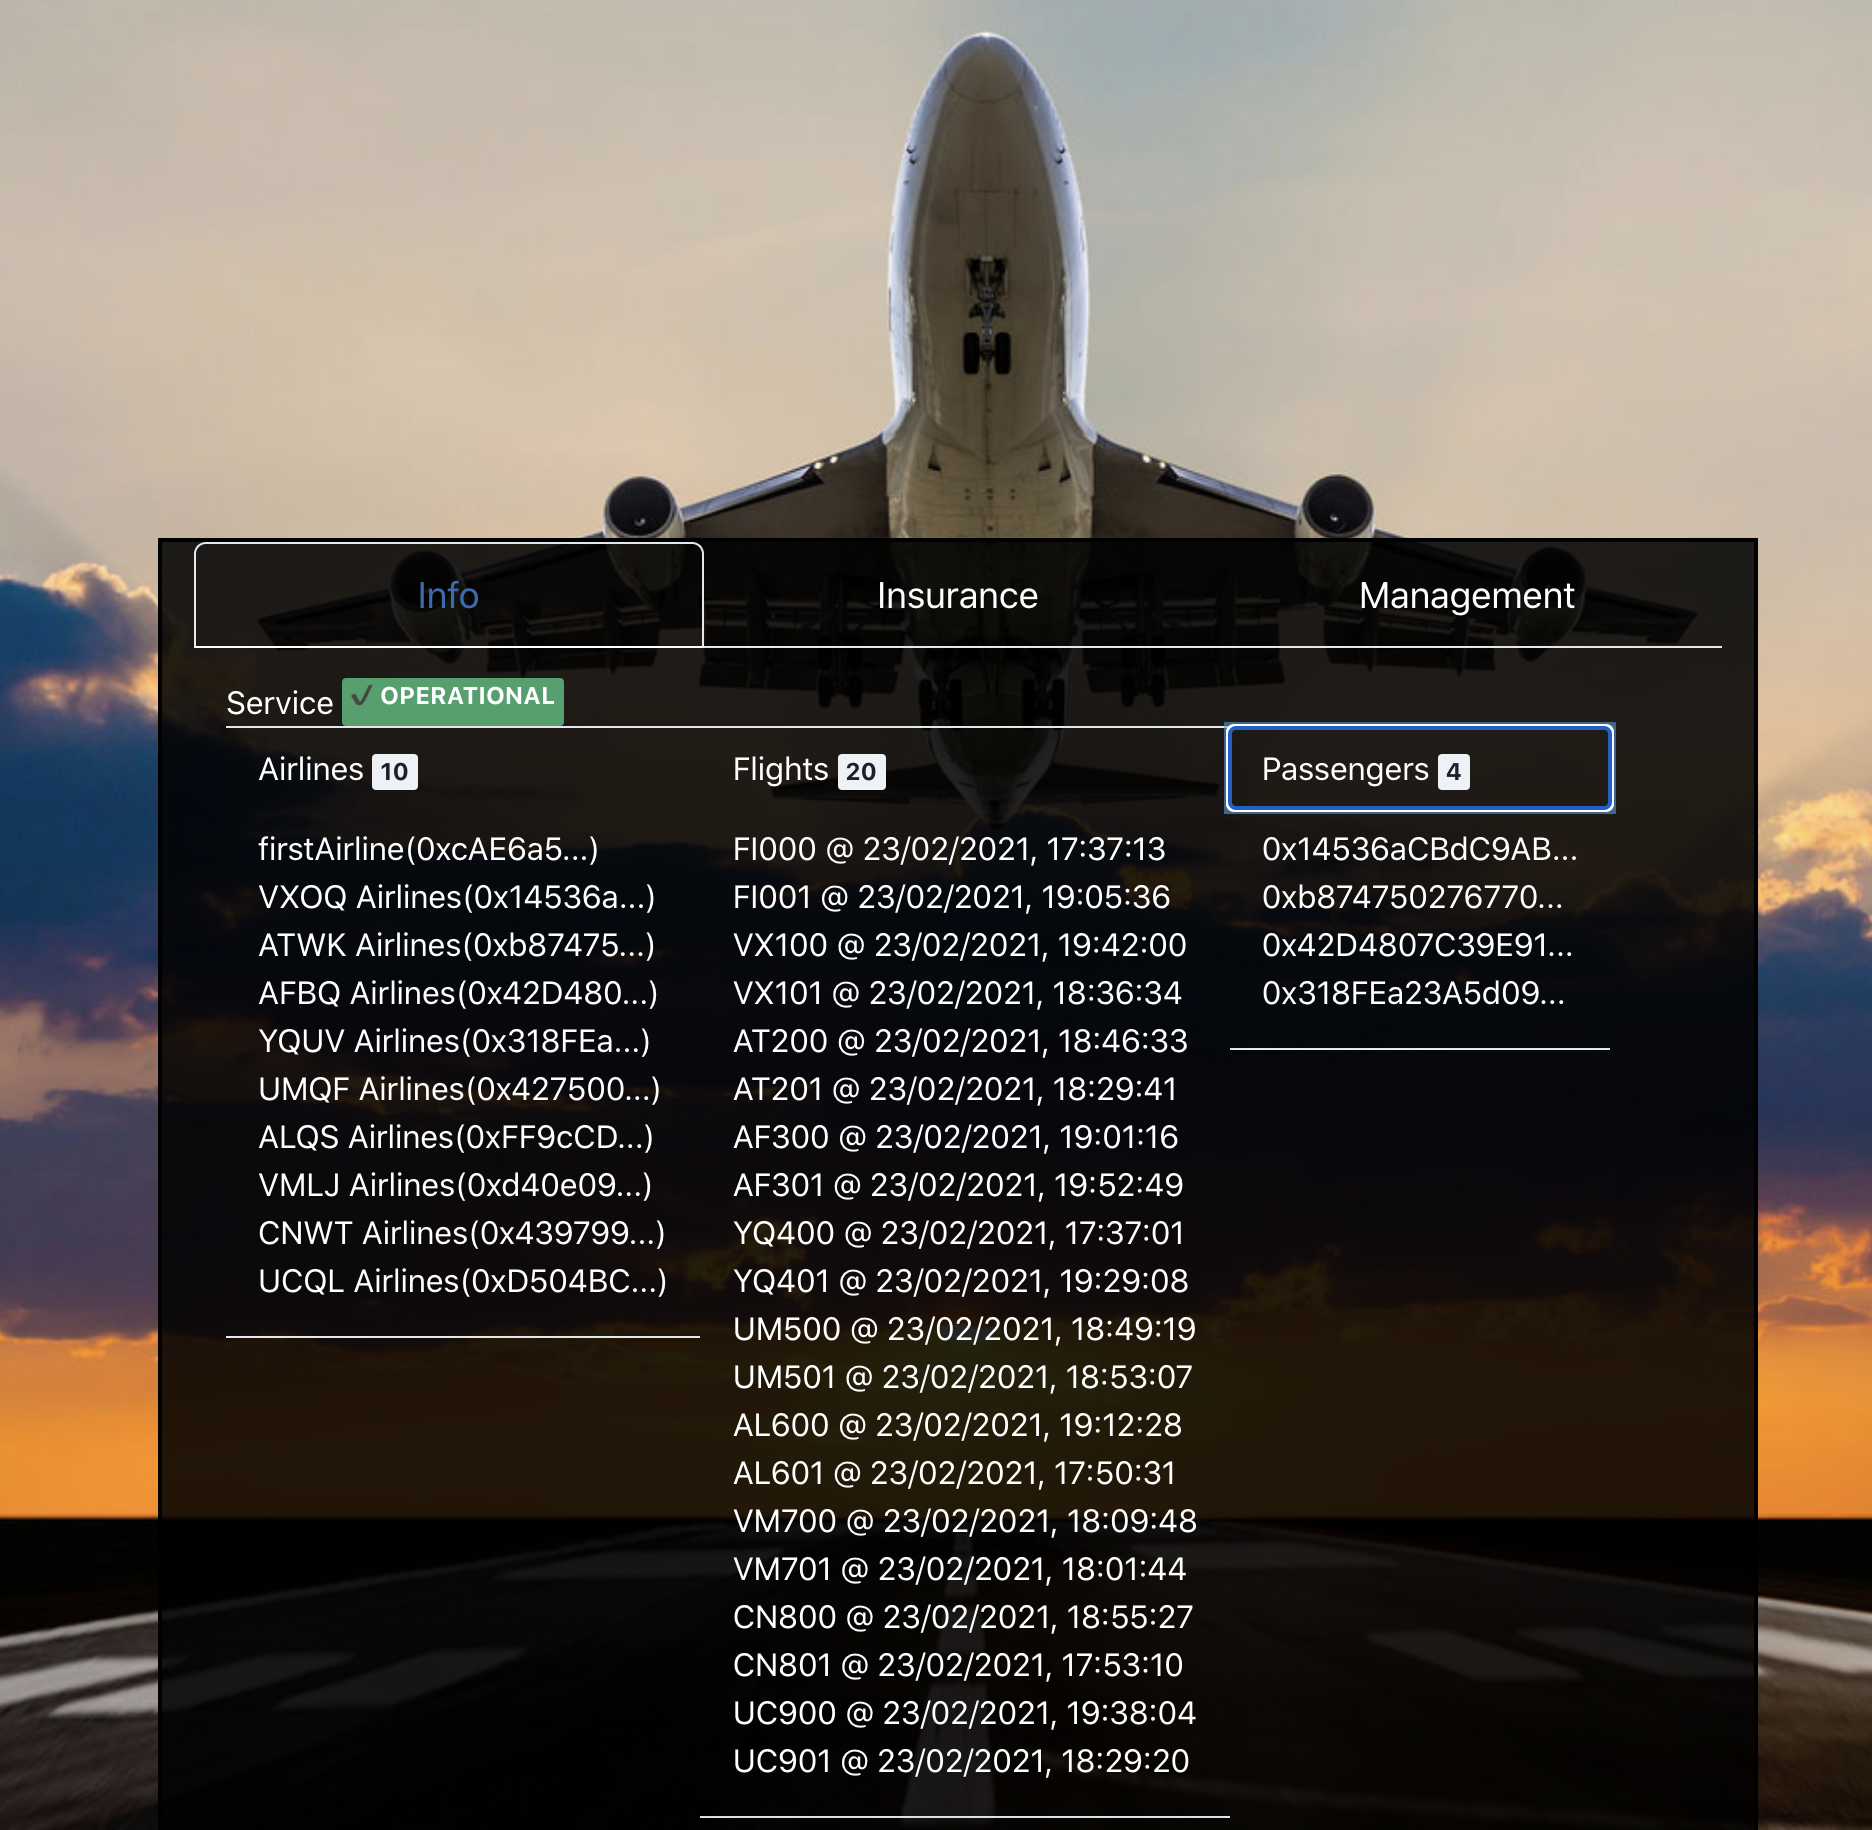 Info
Insurance
Management
Service ✓ OPERATIONAL
Airlines 10
firstAirline(0xcAE6a5...)
VXOQ Airlines(0x14536a...)
ATWK Airlines(0xb87475...)
AFBQ Airlines(0x42D480...)
YQUV Airlines(0x318FEa...)
UMQF Airlines(0x427500...)
ALQS Airlines(0xFF9cCD...)
VMLJ Airlines(0xd40e09...)
CNWT Airlines(0x439799...)
UCQL Airlines(0xD504BC...)
Flights 20
FI000 @ 23/02/2021, 17:37:13
FI001 @ 23/02/2021, 19:05:36
VX100 @ 23/02/2021, 19:42:00
VX101 @ 23/02/2021, 18:36:34
AT200 @ 23/02/2021, 18:46:33
AT201 @ 23/02/2021, 18:29:41
AF300 @ 23/02/2021, 19:01:16
AF301 @ 23/02/2021, 19:52:49
YQ400 @ 23/02/2021, 17:37:01
YQ401 @ 23/02/2021, 19:29:08
UM500 @ 23/02/2021, 18:49:19
UM501 @ 23/02/2021, 18:53:07
AL600 @ 23/02/2021, 19:12:28
AL601 @ 23/02/2021, 17:50:31
VM700 @ 23/02/2021, 18:09:48
VM701 @ 23/02/2021, 18:01:44
CN800 @ 23/02/2021, 18:55:27
CN801 @ 23/02/2021, 17:53:10
UC900 @ 23/02/2021, 19:38:04
UC901 @ 23/02/2021, 18:29:20
Passengers 4
0x14536aCBdC9AB...
0xb874750276770...
0x42D4807C39E91...
0x318FEa23A5d09...